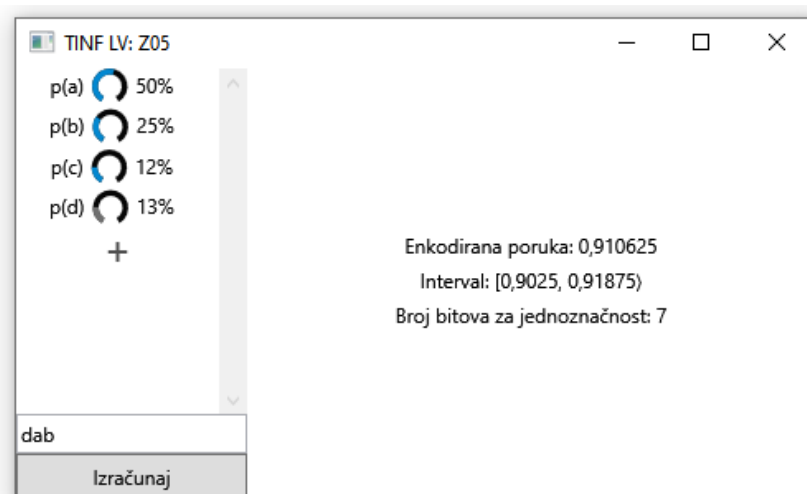 TINF LV: Z05
p(a) 50%
p(b) 25%
p(c) 12%
p(d) 13%
+
Enkodirana poruka: 0,910625
Interval: [0,9025, 0,91875⟩
Broj bitova za jednoznačnost: 7
dab
Izračunaj